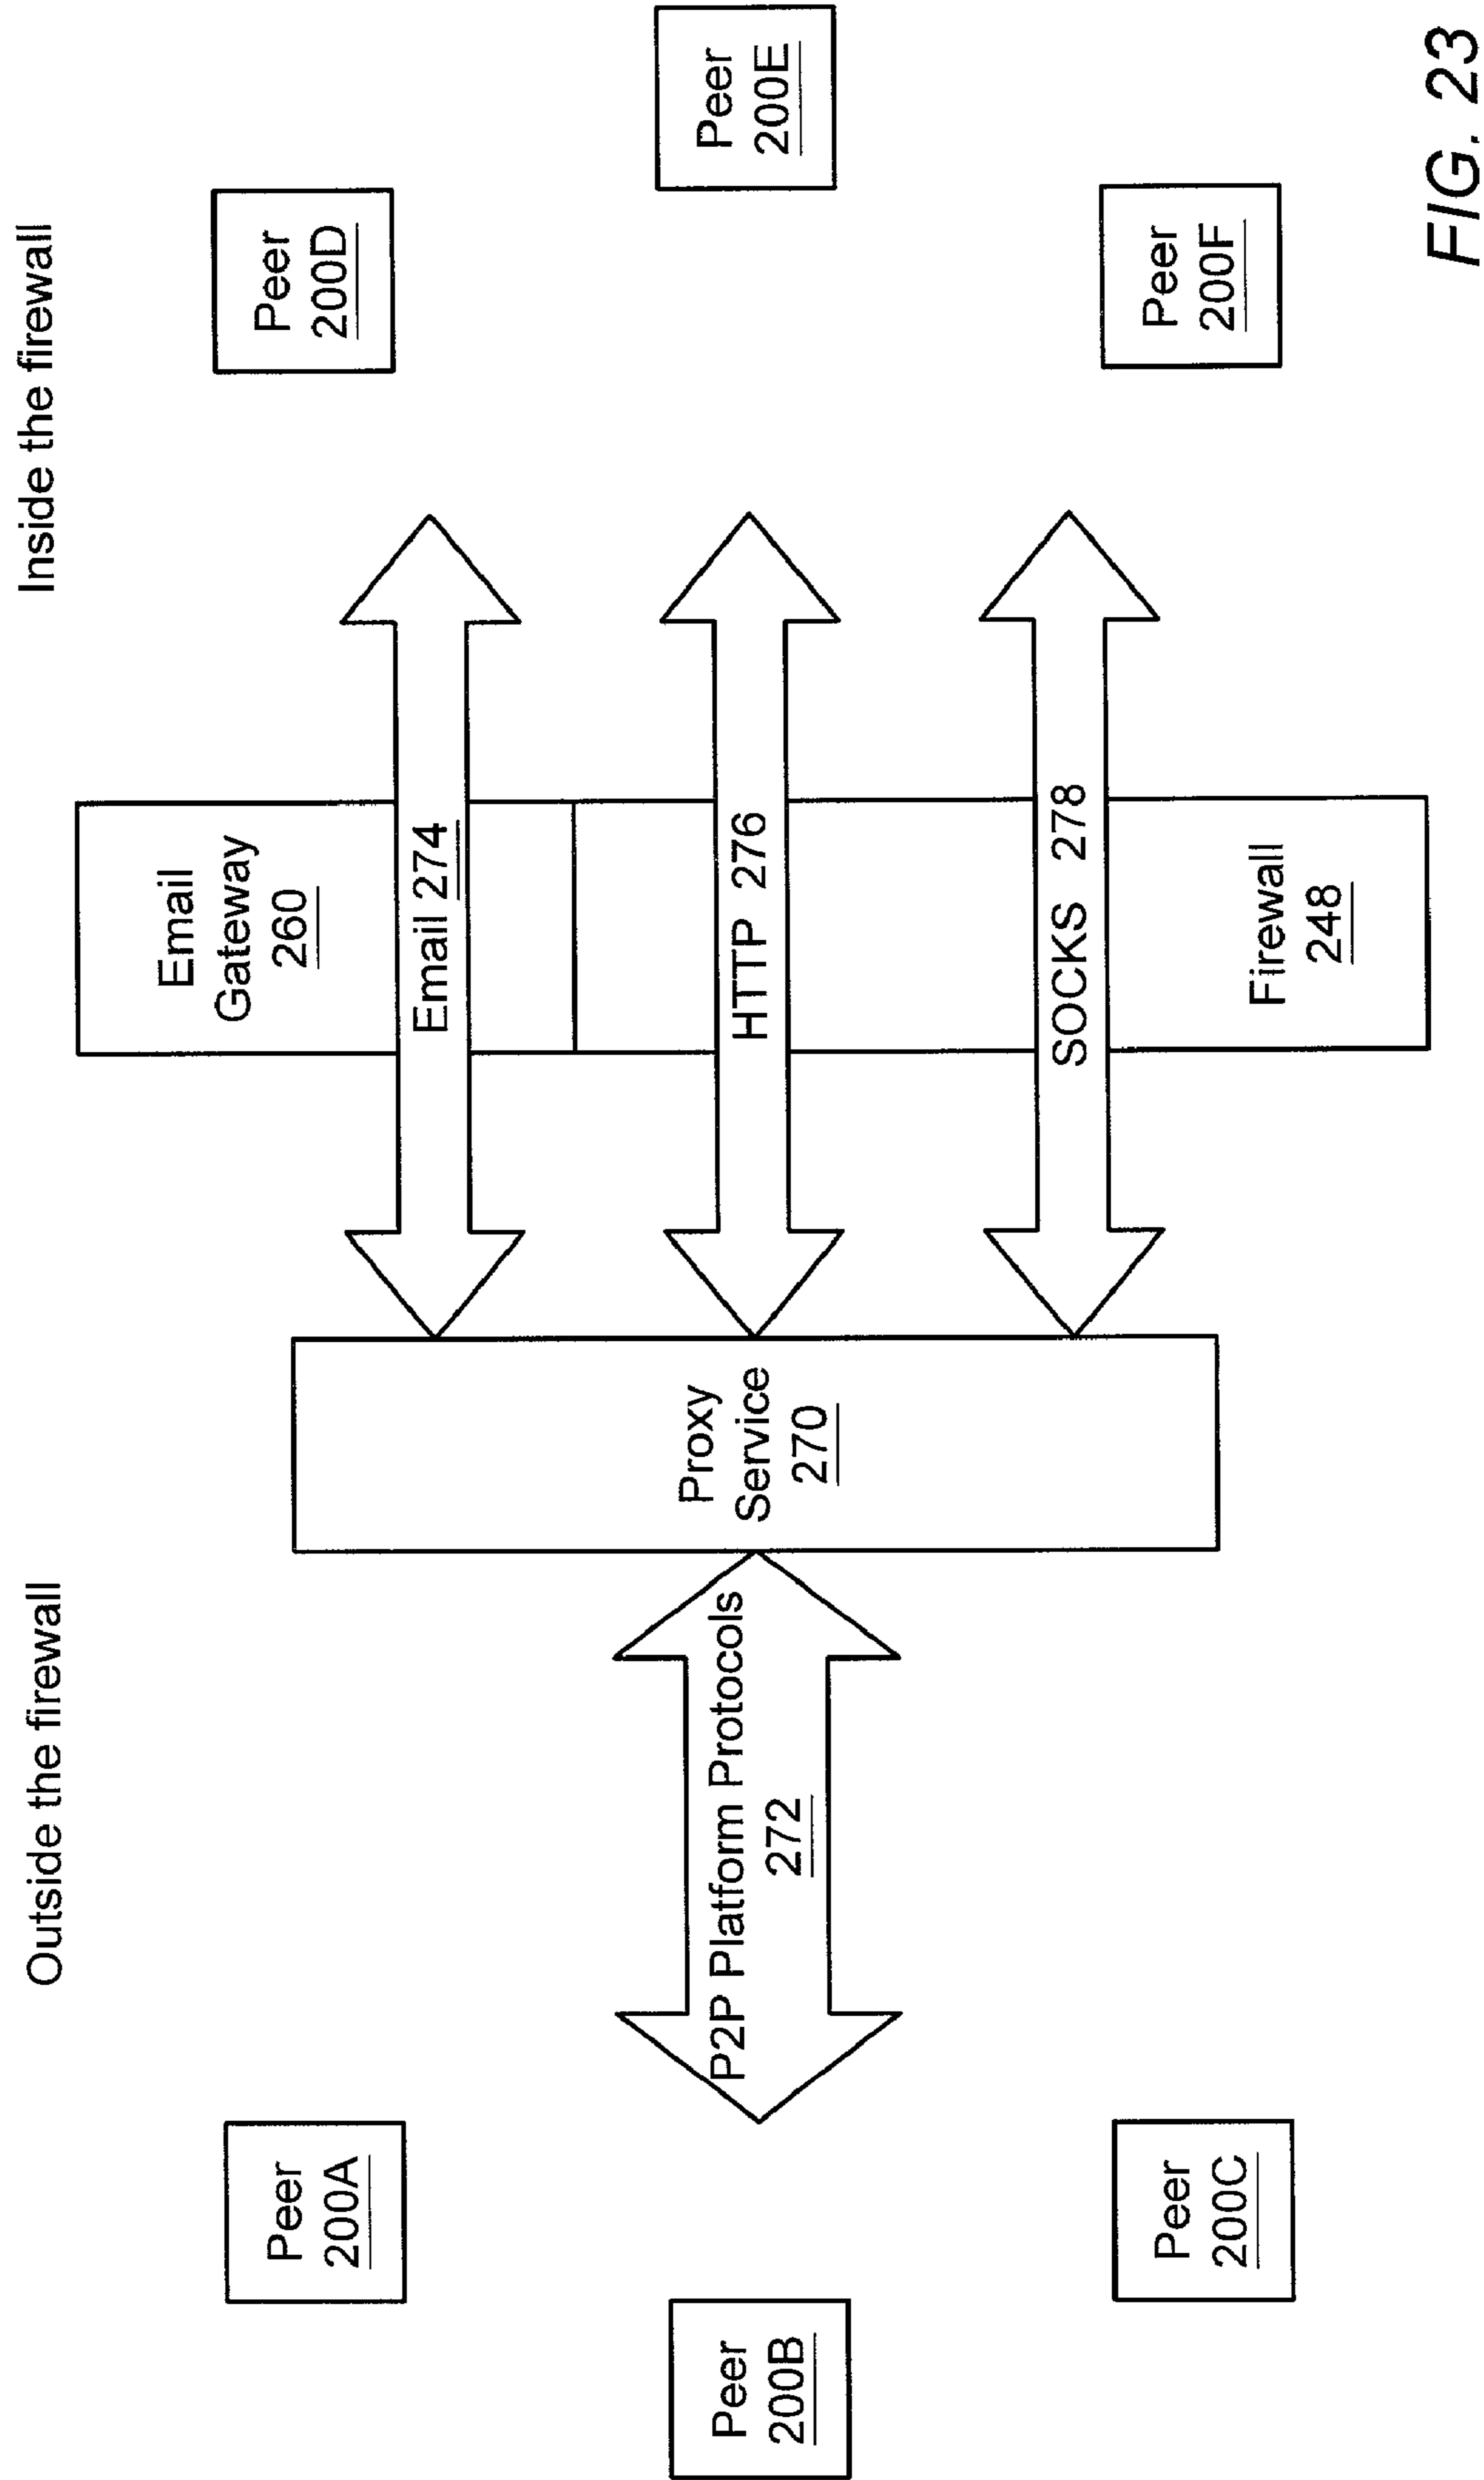 Outside the firewall
Inside the firewall
Peer
200A
Peer
200B
Peer
200C
P2P Platform Protocols
272
Proxy
Service
270
Email
Gateway
260
Email 274
HTTP 276
SOCKS 278
Firewall
248
Peer
200D
Peer
200E
Peer
200F
FIG. 23